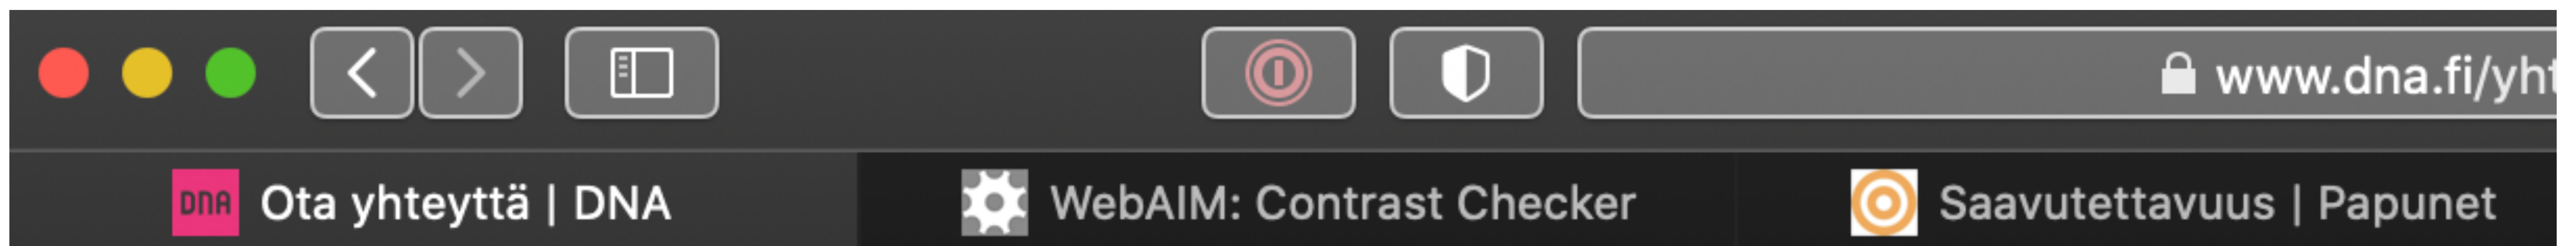 www.dna.fi/yht
DNA Ota yhteyttä | DNA
WebAIM: Contrast Checker
Saavutettavuus | Papunet